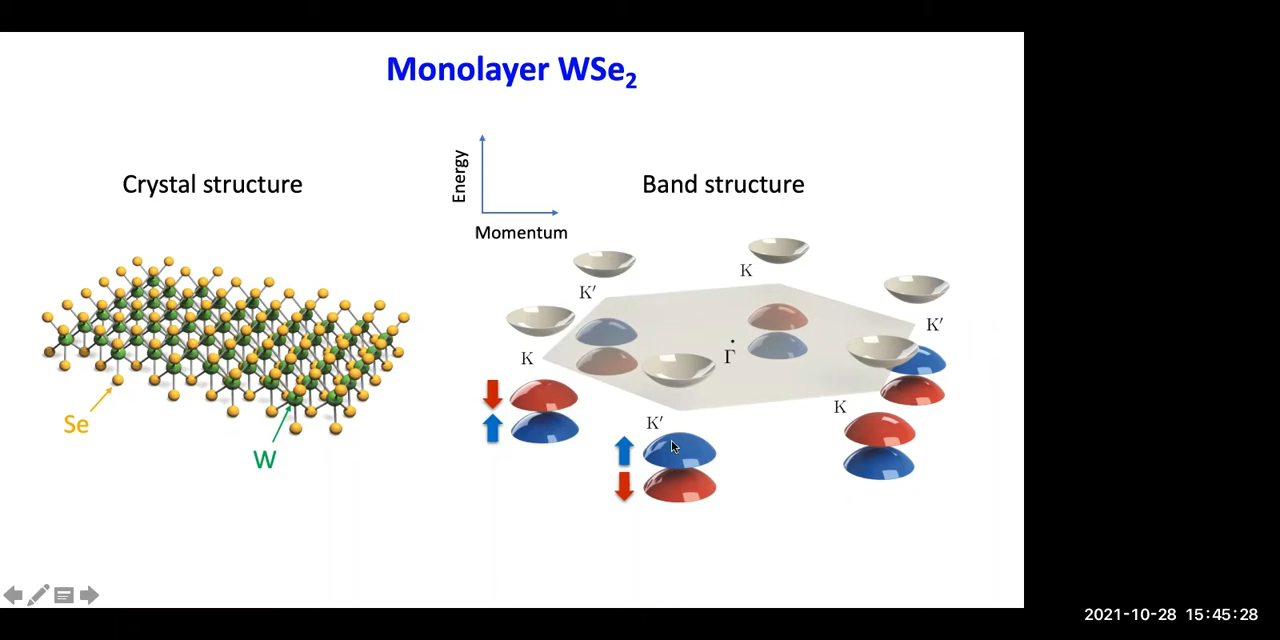 Monolayer WSe₂
Crystal structure
Energy
Momentum
Band structure
K
K′
K′
K
Γ
K
K′
Se
W
2021-10-28 15:45:28